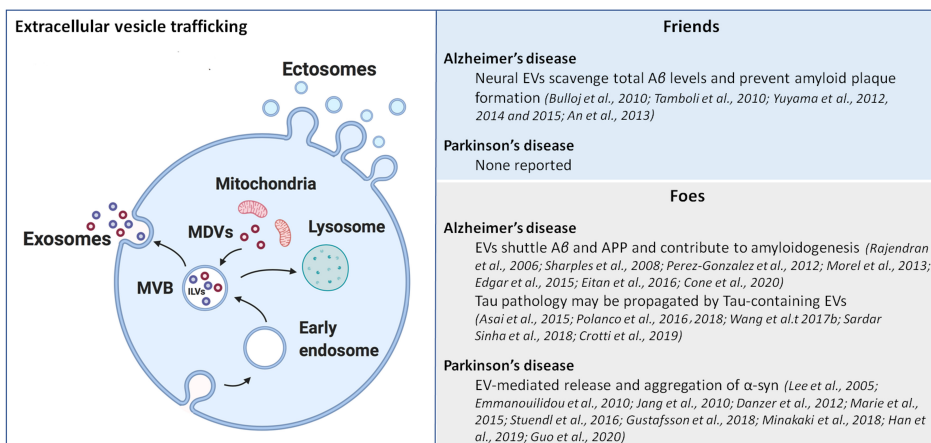 Extracellular vesicle trafficking
Ectosomes
Mitochondria
MDVs
Lysosome
Exosomes
MVB
ILVs
Early
endosome
Friends
Alzheimer's disease
Neural EVs scavenge total Aβ levels and prevent amyloid plaque
formation (Bulloj et al., 2010; Tamboli et al., 2010; Yuyama et al., 2012,
2014 and 2015; An et al., 2013)
Parkinson's disease
None reported
Foes
Alzheimer's disease
EVs shuttle Aβ and APP and contribute to amyloidogenesis (Rajendran
et al., 2006; Sharples et al., 2008; Perez-Gonzalez et al., 2012; Morel et al., 2013;
Edgar et al., 2015; Eitan et al., 2016; Cone et al., 2020)
Tau pathology may be propagated by Tau-containing EVs
(Asai et al., 2015; Polanco et al., 2016, 2018; Wang et al.t 2017b; Sardar
Sinha et al., 2018; Crotti et al., 2019)
Parkinson's disease
EV-mediated release and aggregation of α-syn (Lee et al., 2005;
Emmanouilidou et al., 2010; Jang et al., 2010; Danzer et al., 2012; Marie et al.,
2015; Stuendl et al., 2016; Gustafsson et al., 2018; Minakaki et al., 2018; Han et
al., 2019; Guo et al., 2020)